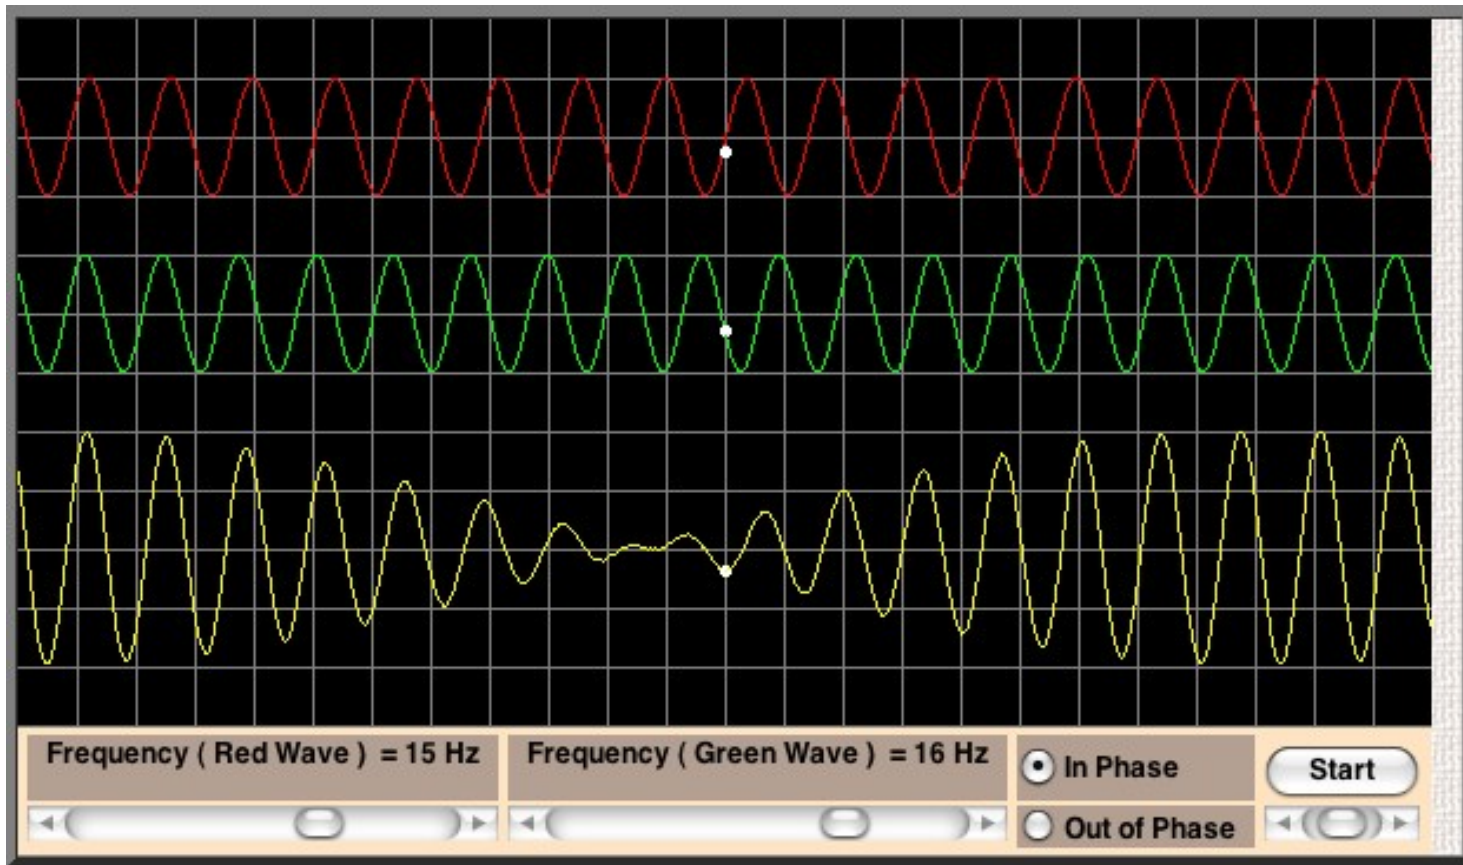 Frequency ( Red Wave )  = 15 Hz
Frequency ( Green Wave )  = 16 Hz
In Phase
Start
Out of Phase